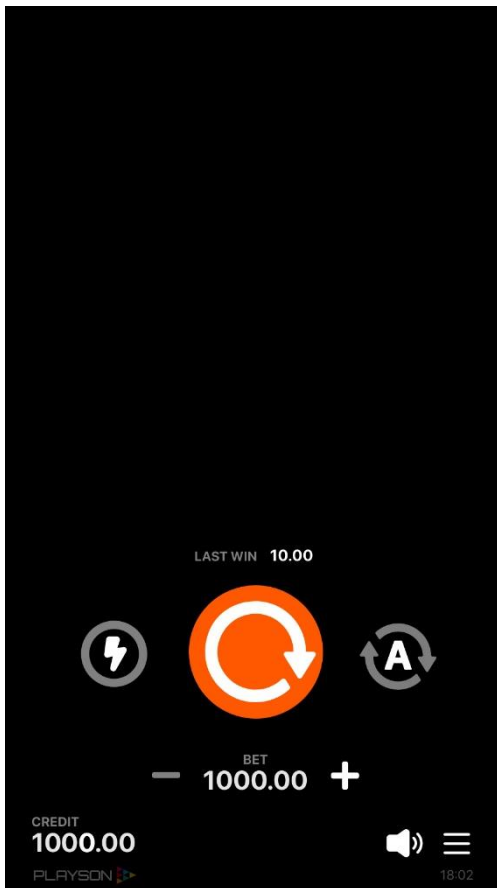 LAST WIN 10.00
A
BET
1000.00
CREDIT
1000.00
PLAYSON
18:02